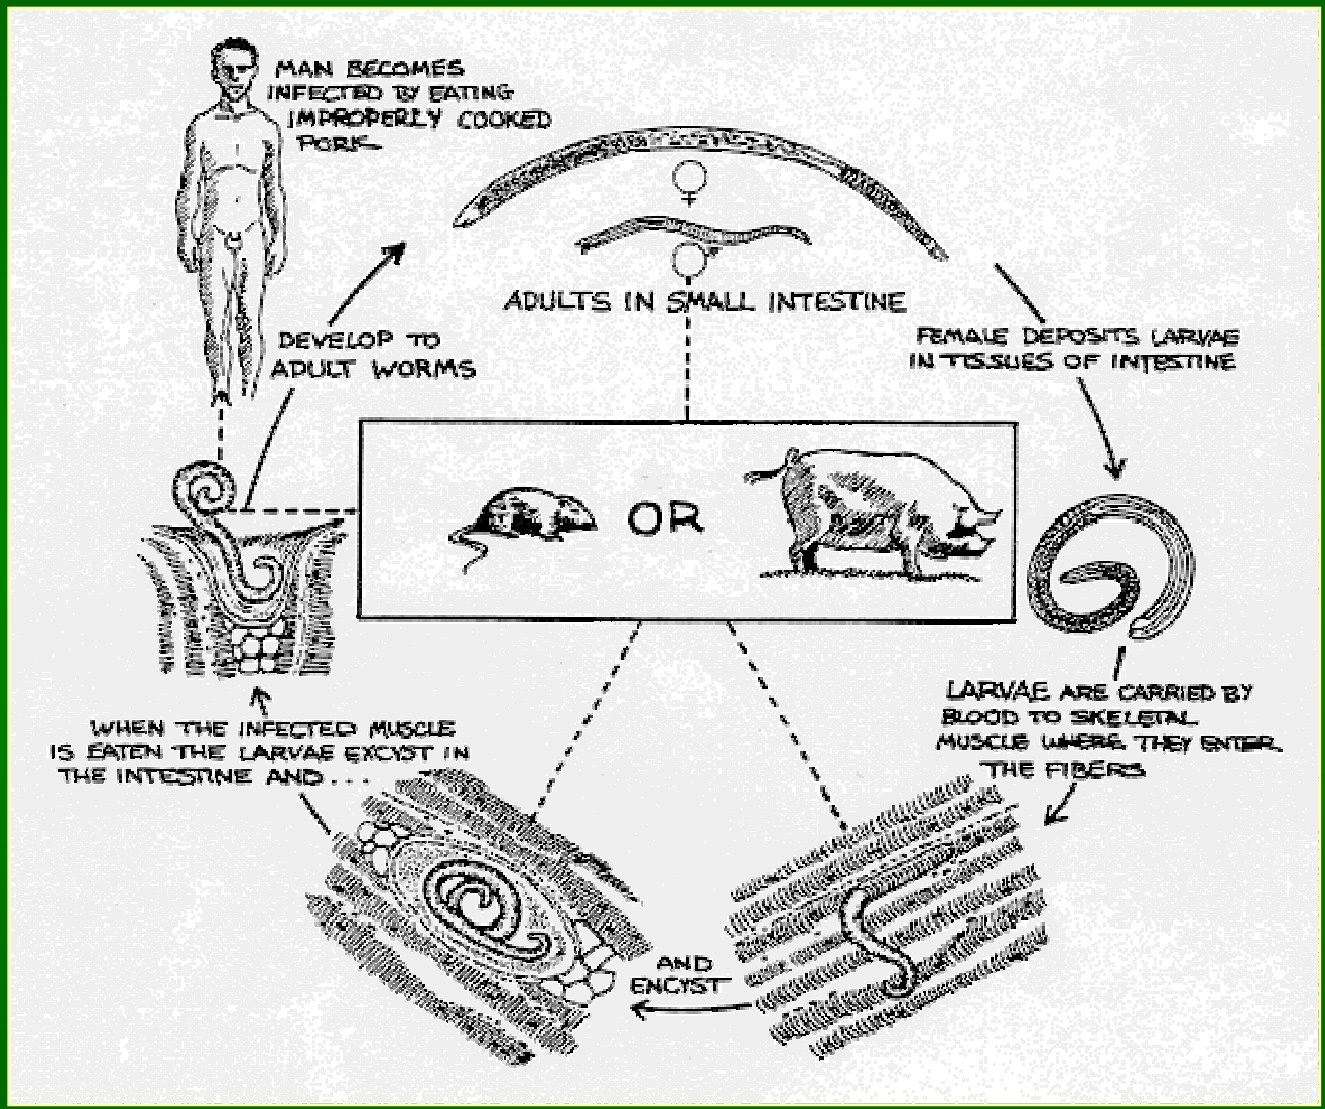 MAN BECOMES
INFECTED BY EATING
IMPROPERLY COOKED
PORK
ADULTS IN SMALL INTESTINE
DEVELOP TO
ADULT WORMS
FEMALE DEPOSITS LARVAE
IN TISSUES OF INTESTINE
OR
LARVAE ARE CARRIED BY
BLOOD TO SKELETAL
MUSCLE WHERE THEY ENTER
THE FIBERS
WHEN THE INFECTED MUSCLE
IS EATEN THE LARVAE EXCYST IN
THE INTESTINE AND...
AND
ENCYST